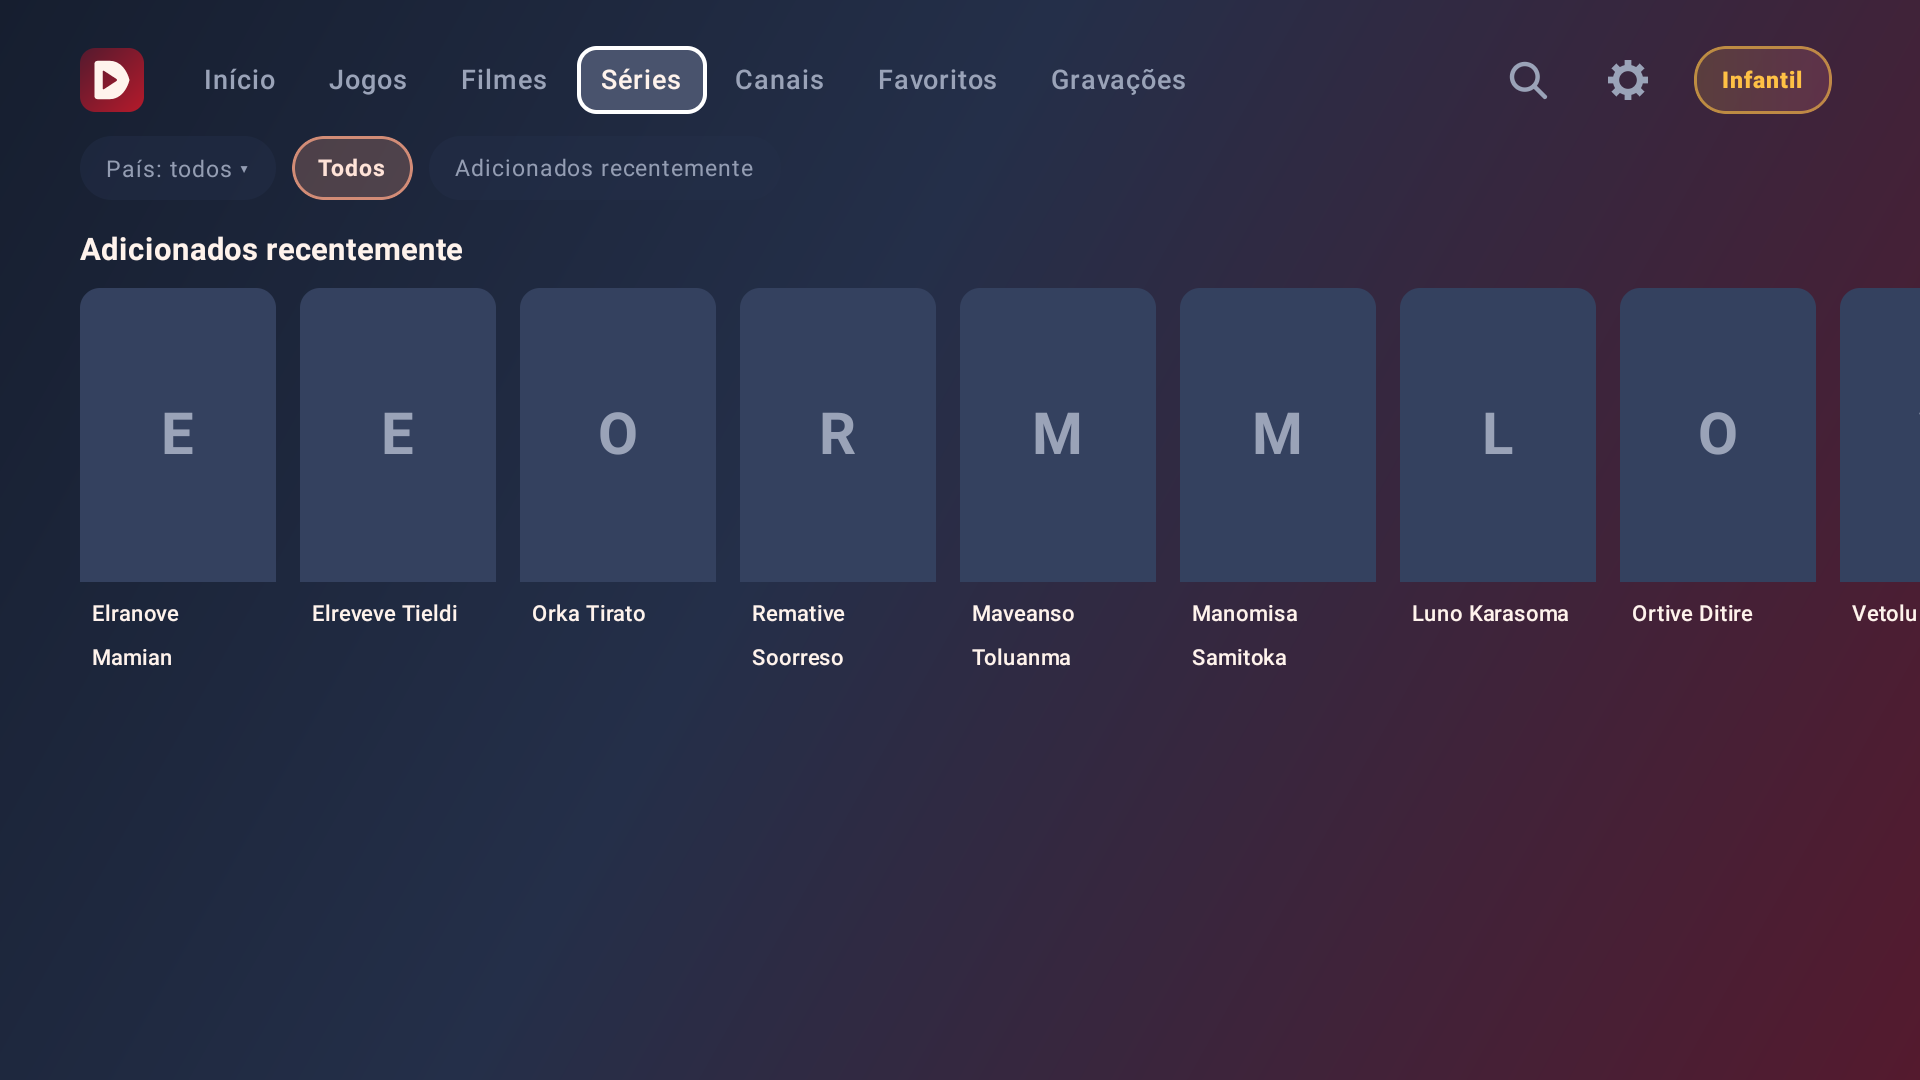 Início Jogos Filmes Séries Canais Favoritos Gravações Infantil
País: todos ▾ Todos Adicionados recentemente
Adicionados recentemente
E E O R M M L O
Elranove Mamian
Elreveve Tieldi
Orka Tirato
Remative Soorreso
Maveanso Toluanma
Manomisa Samitoka
Luno Karasoma
Ortive Ditire
Vetolu